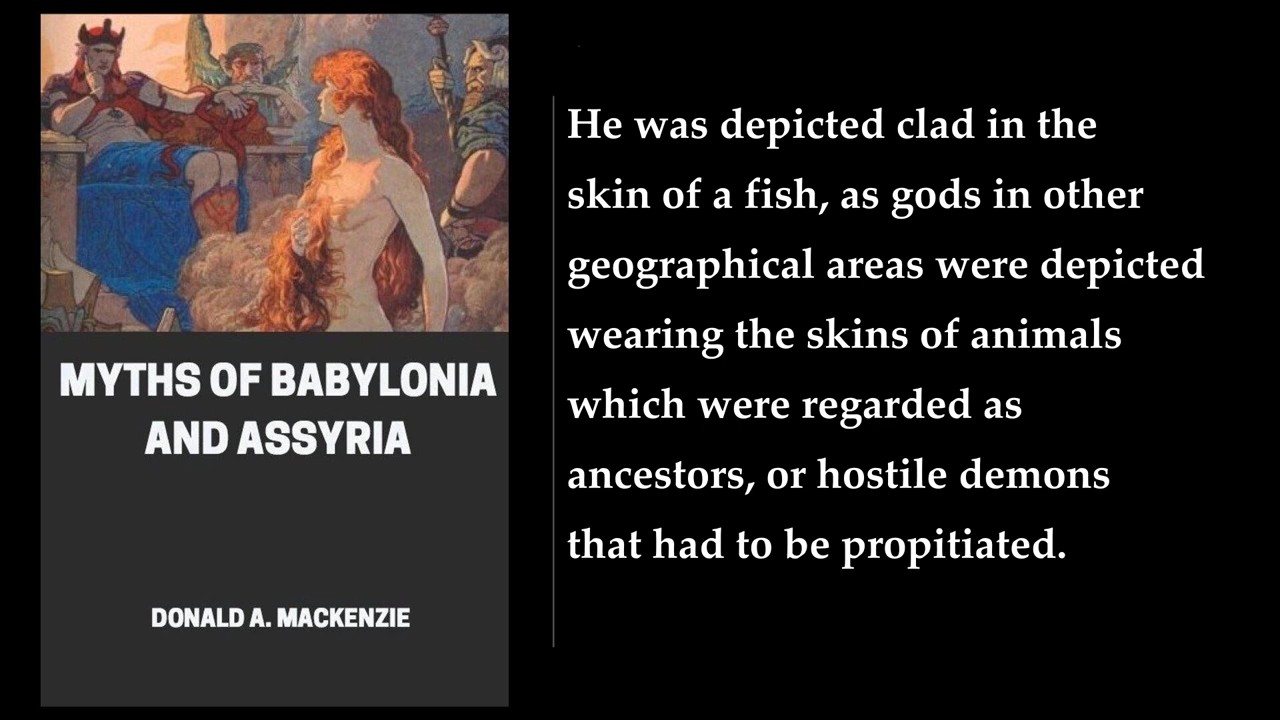 MYTHS OF BABYLONIA
AND ASSYRIA
DONALD A. MACKENZIE
He was depicted clad in the
skin of a fish, as gods in other
geographical areas were depicted
wearing the skins of animals
which were regarded as
ancestors, or hostile demons
that had to be propitiated.